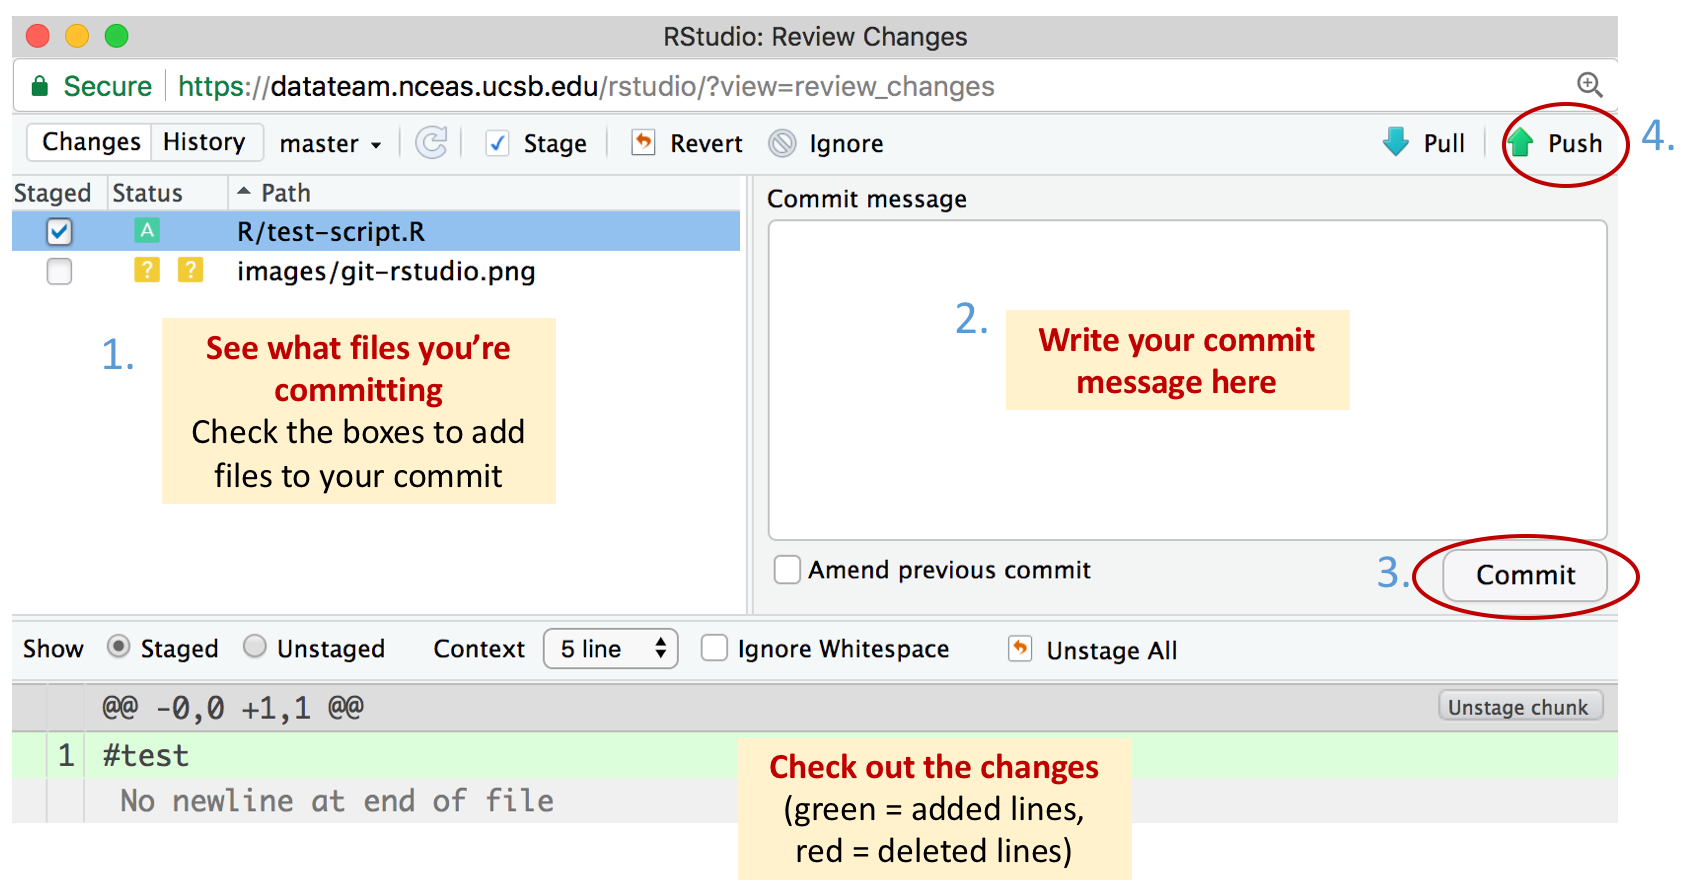 RStudio: Review Changes
Secure https://datateam.nceas.ucsb.edu/rstudio/?view=review_changes
Changes History master Stage Revert Ignore Pull Push 4.
Staged Status Path
Commit message
A R/test-script.R
? ? images/git-rstudio.png
1.
See what files you're
committing
Check the boxes to add
files to your commit
2.
Write your commit
message here
Amend previous commit
3. Commit
Show Staged Unstaged Context 5 line Ignore Whitespace Unstage All
@@ -0,0 +1,1 @@ Unstage chunk
1 #test
No newline at end of file
Check out the changes
(green = added lines,
red = deleted lines)